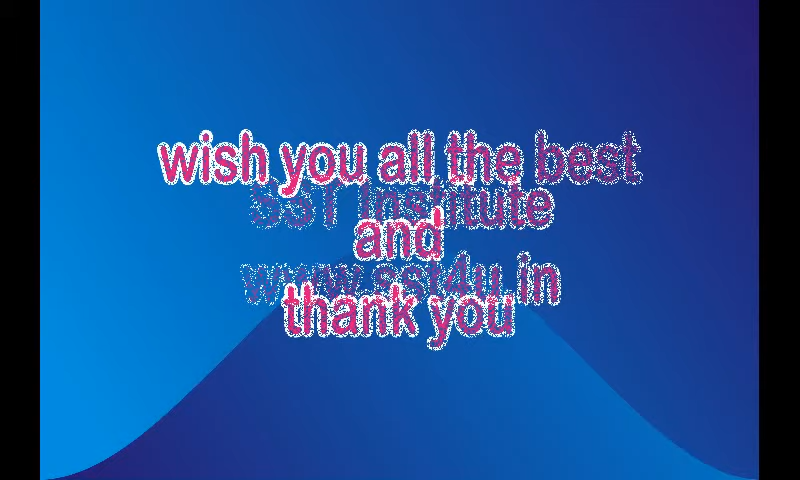 wish you all the best
SsT Institute
and
www.sst4u.in
thank you